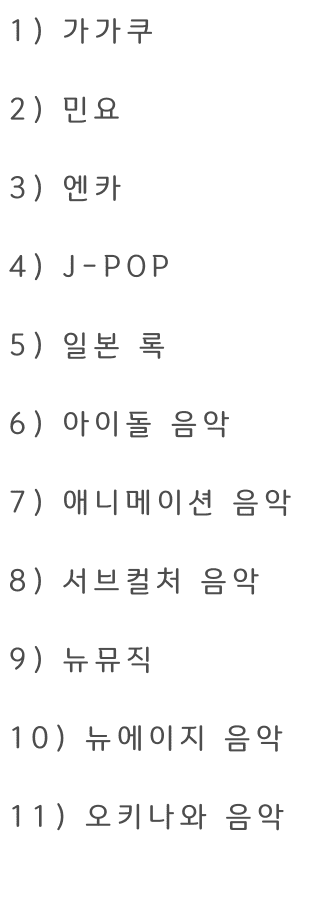 1) 가가쿠
2) 민요
3) 엔카
4) J-POP
5) 일본 록
6) 아이돌 음악
7) 애니메이션 음악
8) 서브컬처 음악
9) 뉴뮤직
10) 뉴에이지 음악
11) 오키나와 음악